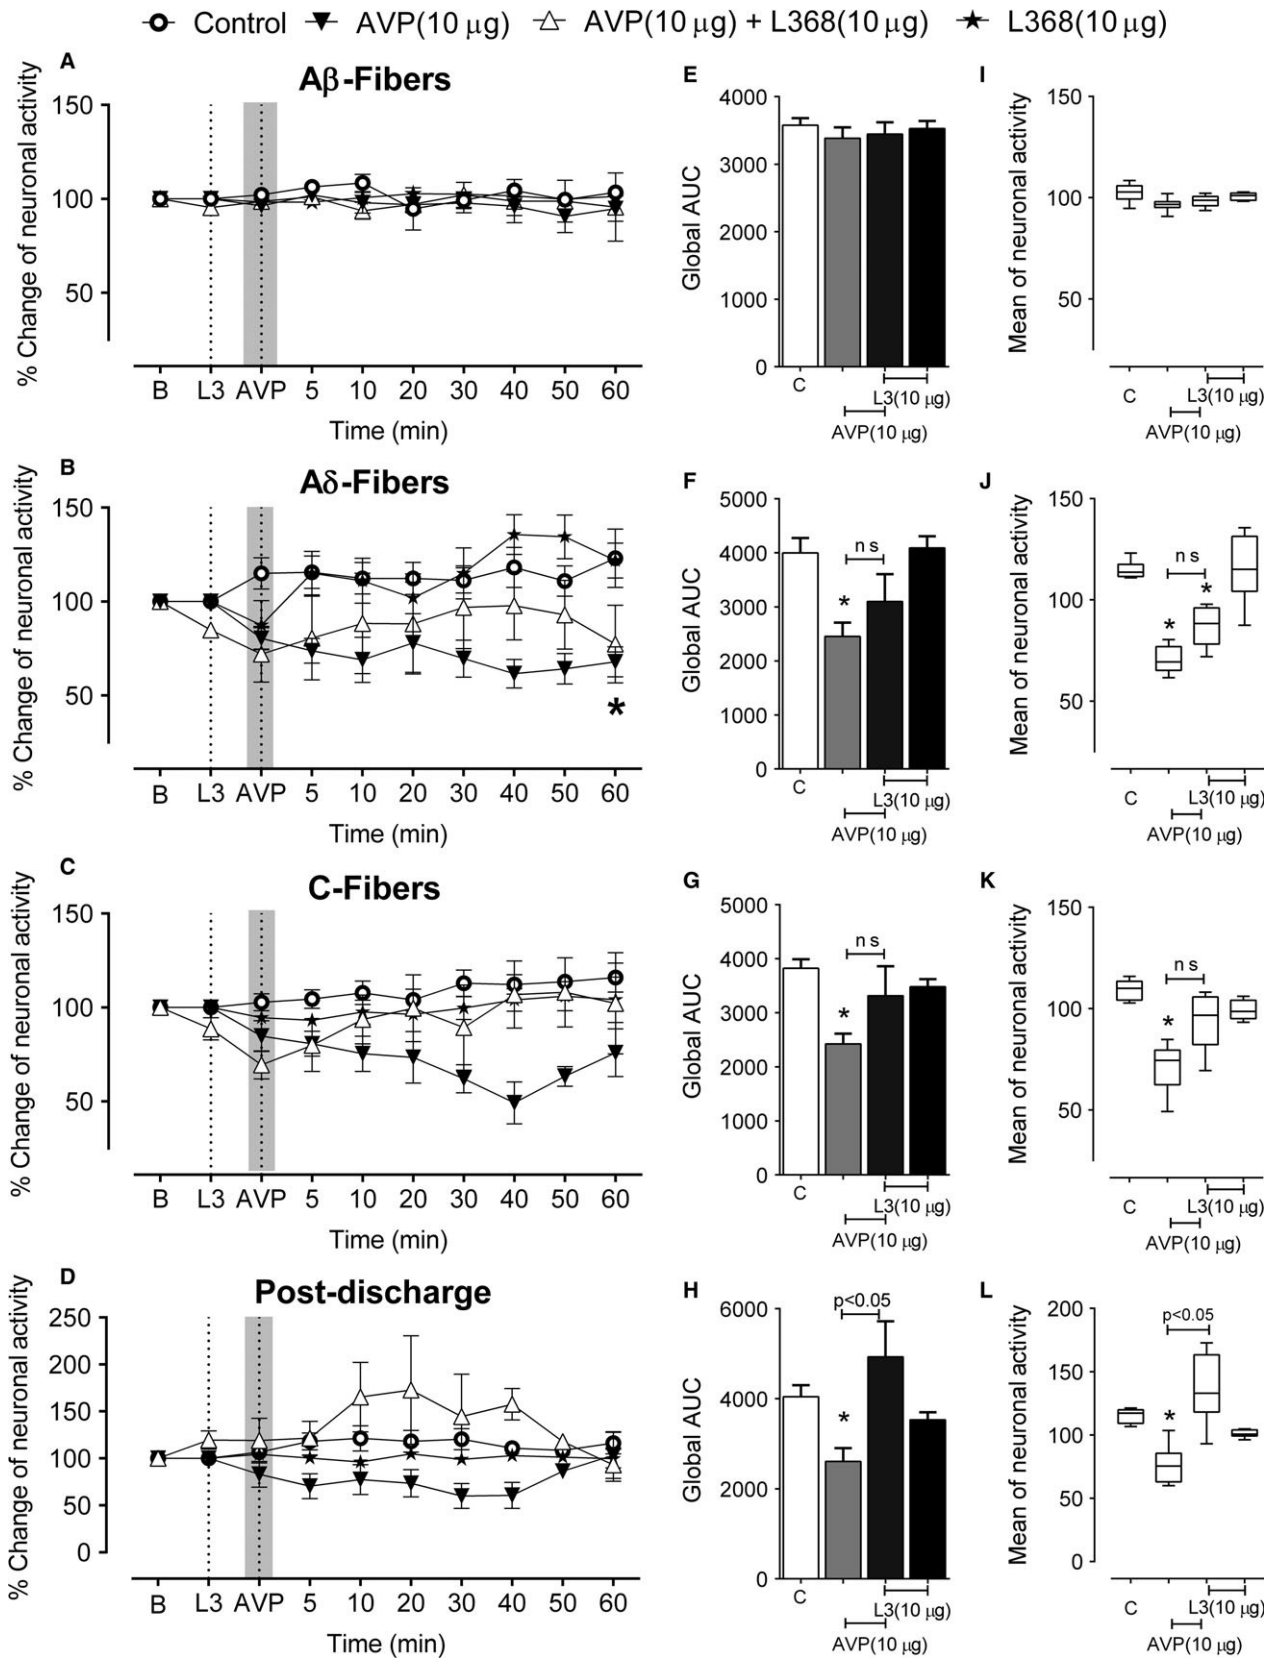 Control AVP(10 μg) AVP(10 μg) + L368(10 μg) L368(10 μg)
A
Aβ-Fibers
% Change of neuronal activity
150
100
50
B L3 AVP 5 10 20 30 40 50 60
Time (min)
E
Global AUC
4000
3000
2000
1000
0
C
L3(10 μg)
AVP(10 μg)
I
Mean of neuronal activity
150
100
50
C
L3(10 μg)
AVP(10 μg)
B
Aδ-Fibers
% Change of neuronal activity
150
100
50
*
B L3 AVP 5 10 20 30 40 50 60
Time (min)
F
Global AUC
5000
4000
3000
2000
1000
0
n s
*
C
L3(10 μg)
AVP(10 μg)
J
Mean of neuronal activity
150
100
50
n s
* *
C
L3(10 μg)
AVP(10 μg)
C
C-Fibers
% Change of neuronal activity
150
100
50
B L3 AVP 5 10 20 30 40 50 60
Time (min)
G
Global AUC
5000
4000
3000
2000
1000
0
n s
*
C
L3(10 μg)
AVP(10 μg)
K
Mean of neuronal activity
150
100
50
n s
*
C
L3(10 μg)
AVP(10 μg)
D
Post-discharge
% Change of neuronal activity
250
200
150
100
50
0
B L3 AVP 5 10 20 30 40 50 60
Time (min)
H
Global AUC
6000
4000
2000
0
p<0.05
*
C
L3(10 μg)
AVP(10 μg)
L
Mean of neuronal activity
200
150
100
50
0
p<0.05
*
C
L3(10 μg)
AVP(10 μg)